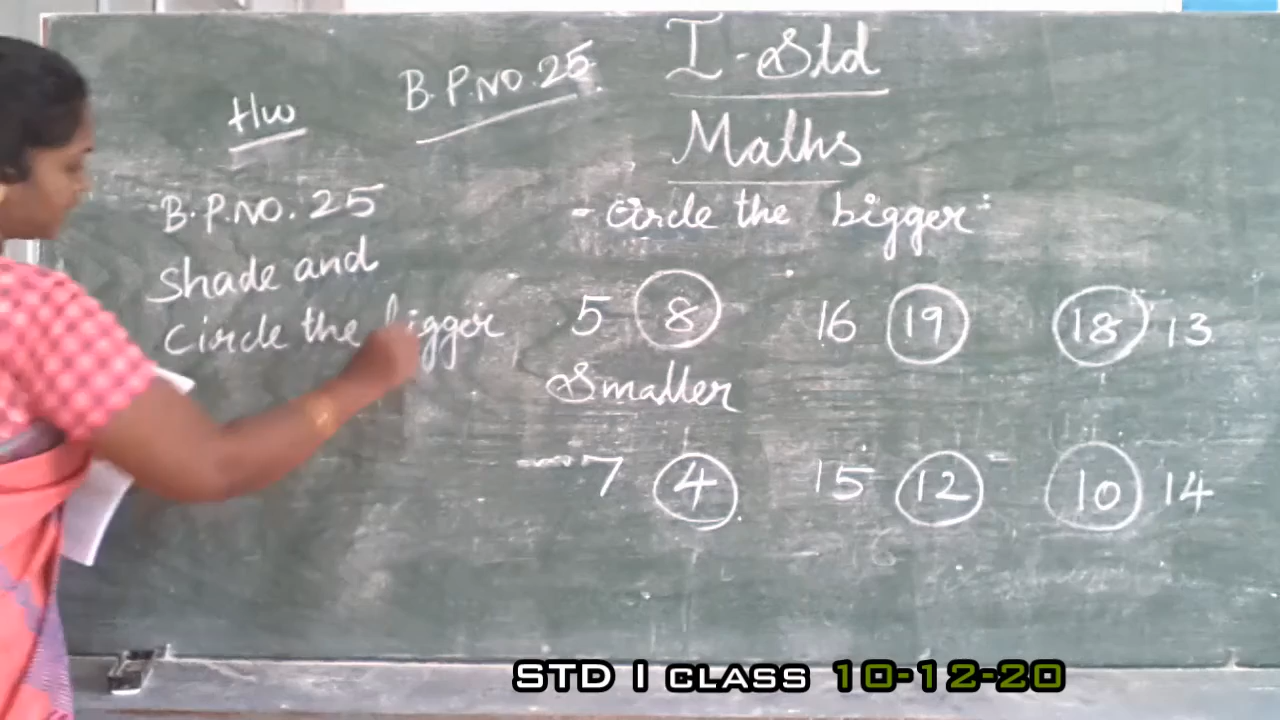 I - Std
B.P.NO. 25
Maths
Hw
B.P.NO. 25
Shade and
Circle the bigger
- Circle the bigger -
5 8 16 19 18 13
Smaller
7 4 15 12 10 14
STD I CLASS 10-12-20